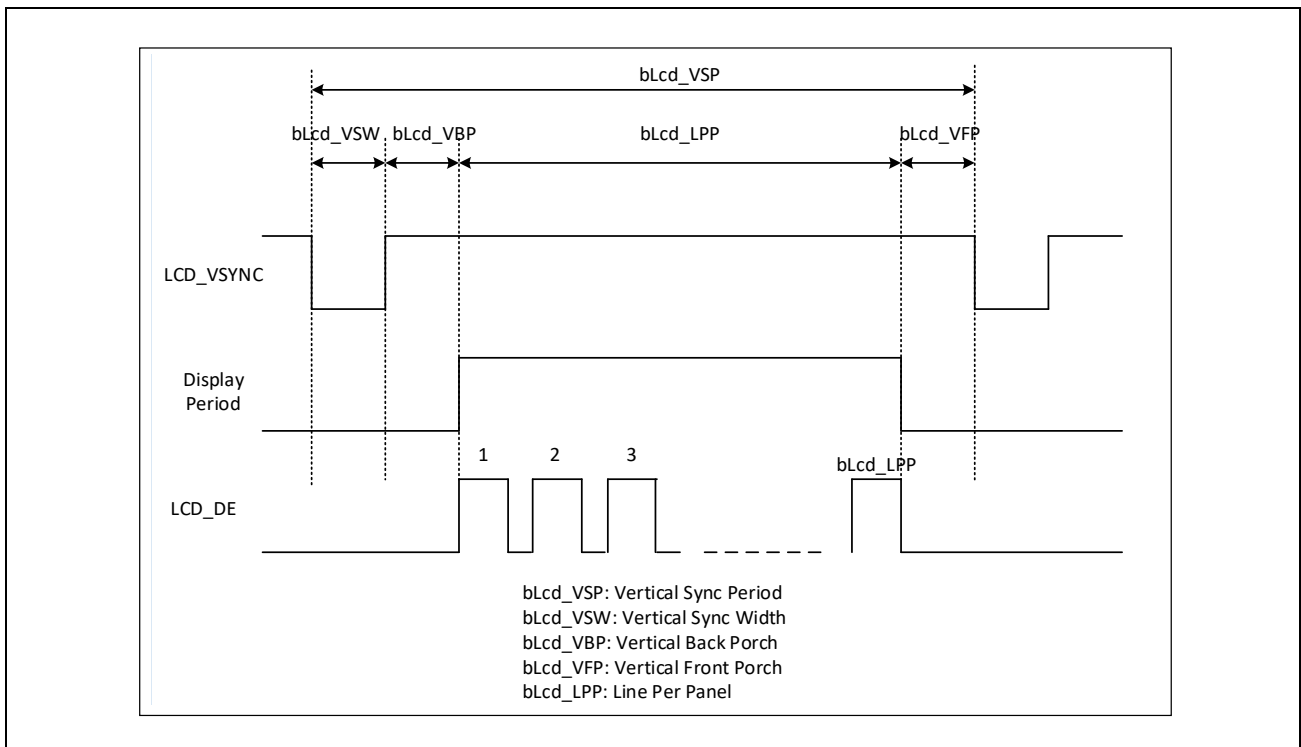 bLcd_VSP
bLcd_VSW bLcd_VBP bLcd_LPP bLcd_VFP
LCD_VSYNC
Display
Period
1 2 3 bLcd_LPP
LCD_DE
bLcd_VSP: Vertical Sync Period
bLcd_VSW: Vertical Sync Width
bLcd_VBP: Vertical Back Porch
bLcd_VFP: Vertical Front Porch
bLcd_LPP: Line Per Panel